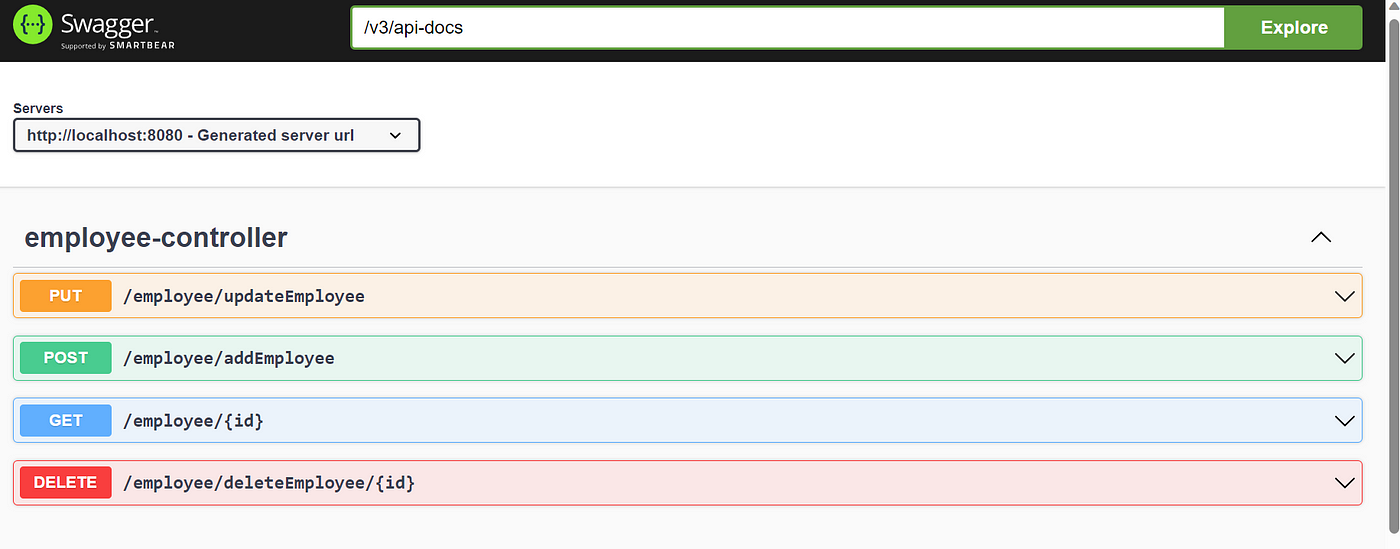 {··} Swagger™
Supported by SMARTBEAR
/v3/api-docs
Explore
Servers
http://localhost:8080 - Generated server url
employee-controller
PUT /employee/updateEmployee
POST /employee/addEmployee
GET /employee/{id}
DELETE /employee/deleteEmployee/{id}